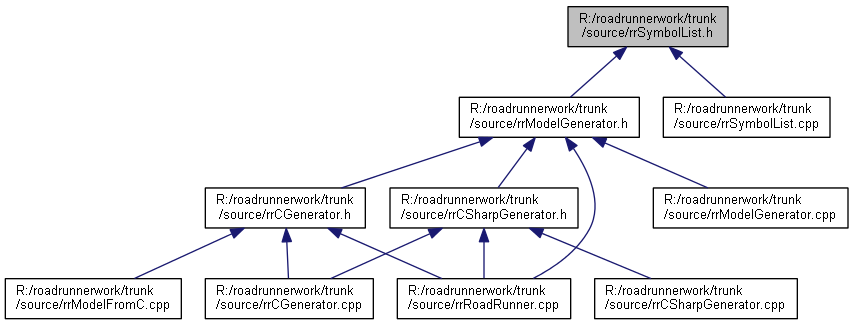 R:/roadrunnerwork/trunk
/source/rrSymbolList.h
R:/roadrunnerwork/trunk
/source/rrModelGenerator.h
R:/roadrunnerwork/trunk
/source/rrSymbolList.cpp
R:/roadrunnerwork/trunk
/source/rrCGenerator.h
R:/roadrunnerwork/trunk
/source/rrCSharpGenerator.h
R:/roadrunnerwork/trunk
/source/rrModelGenerator.cpp
R:/roadrunnerwork/trunk
/source/rrModelFromC.cpp
R:/roadrunnerwork/trunk
/source/rrCGenerator.cpp
R:/roadrunnerwork/trunk
/source/rrRoadRunner.cpp
R:/roadrunnerwork/trunk
/source/rrCSharpGenerator.cpp